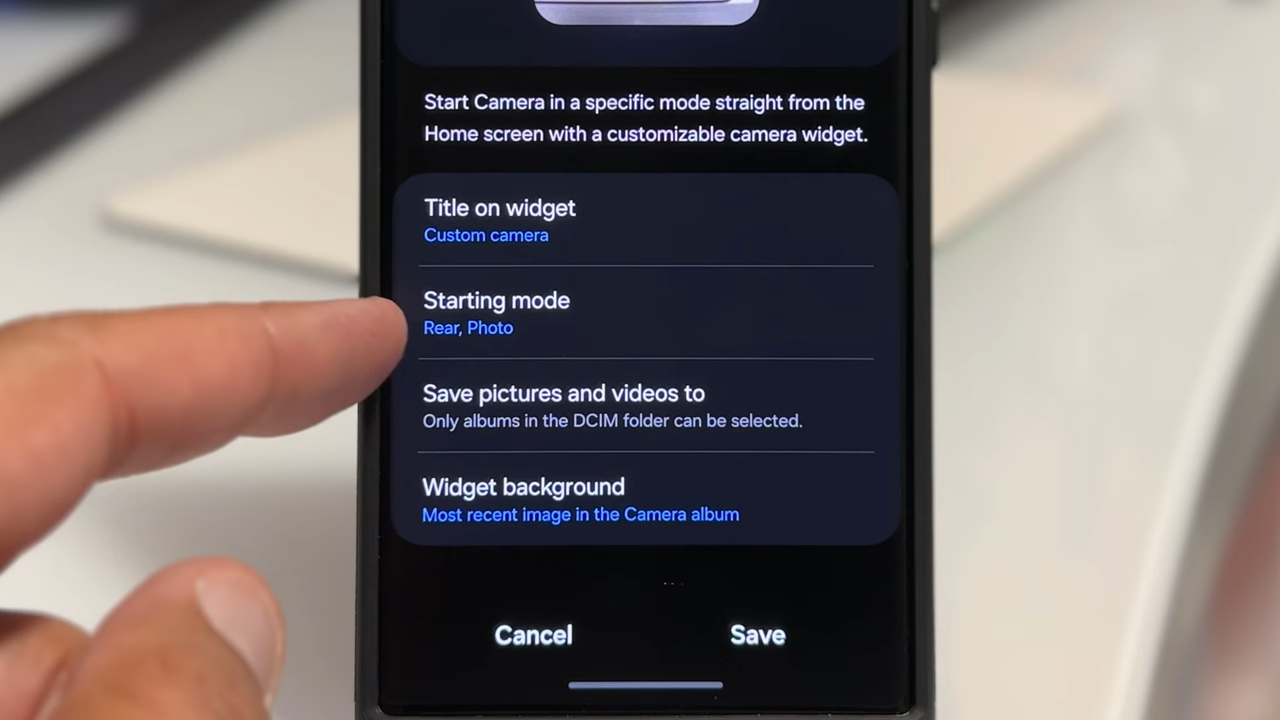 Start Camera in a specific mode straight from the
Home screen with a customizable camera widget.
Title on widget
Custom camera
Starting mode
Rear, Photo
Save pictures and videos to
Only albums in the DCIM folder can be selected.
Widget background
Most recent image in the Camera album
Cancel
Save